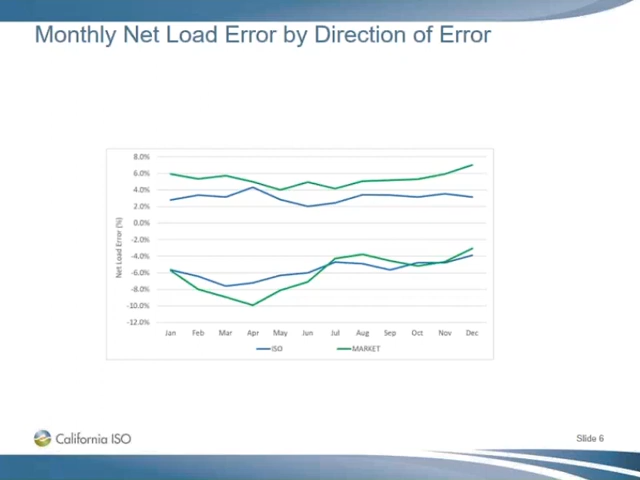 Monthly Net Load Error by Direction of Error
8.0%
6.0%
4.0%
2.0%
0.0%
-2.0%
-4.0%
-6.0%
-8.0%
-10.0%
-12.0%
Net Load Error (%)
Jan Feb Mar Apr May Jun Jul Aug Sep Oct Nov Dec
ISO MARKET
California ISO
Slide 6